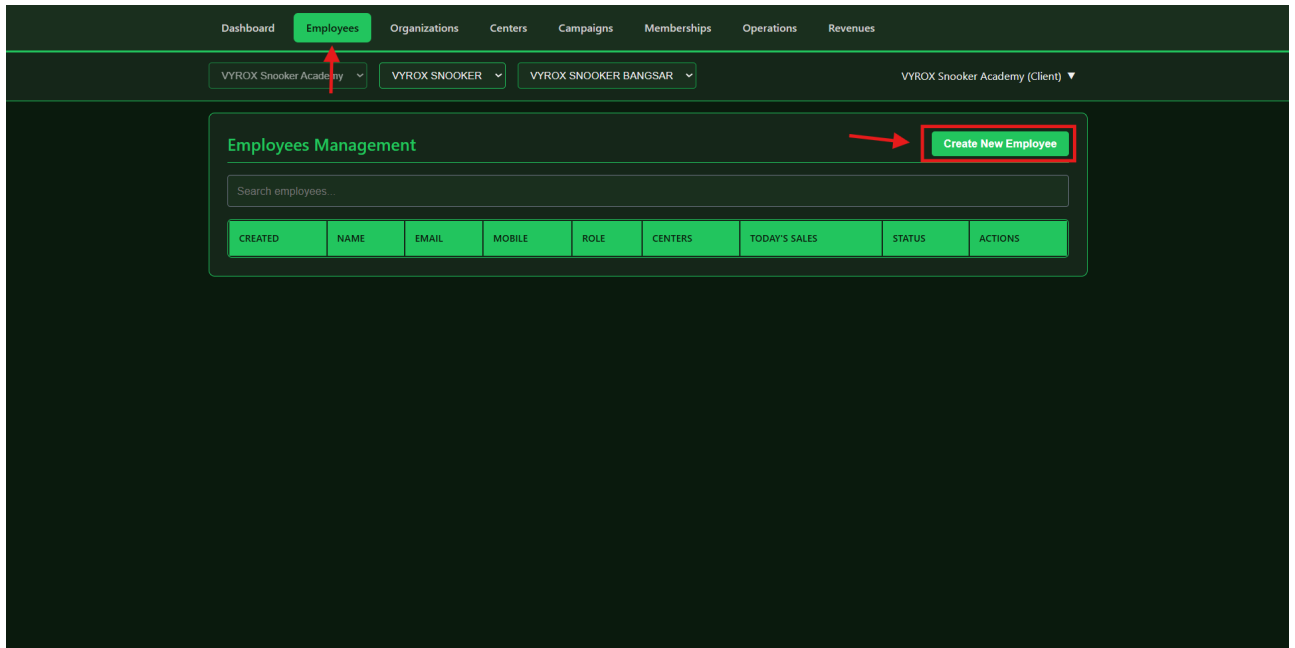 Dashboard Employees Organizations Centers Campaigns Memberships Operations Revenues
VYROX Snooker Academy VYROX SNOOKER VYROX SNOOKER BANGSAR VYROX Snooker Academy (Client) ▼
Employees Management Create New Employee
Search employees...
CREATED NAME EMAIL MOBILE ROLE CENTERS TODAY'S SALES STATUS ACTIONS